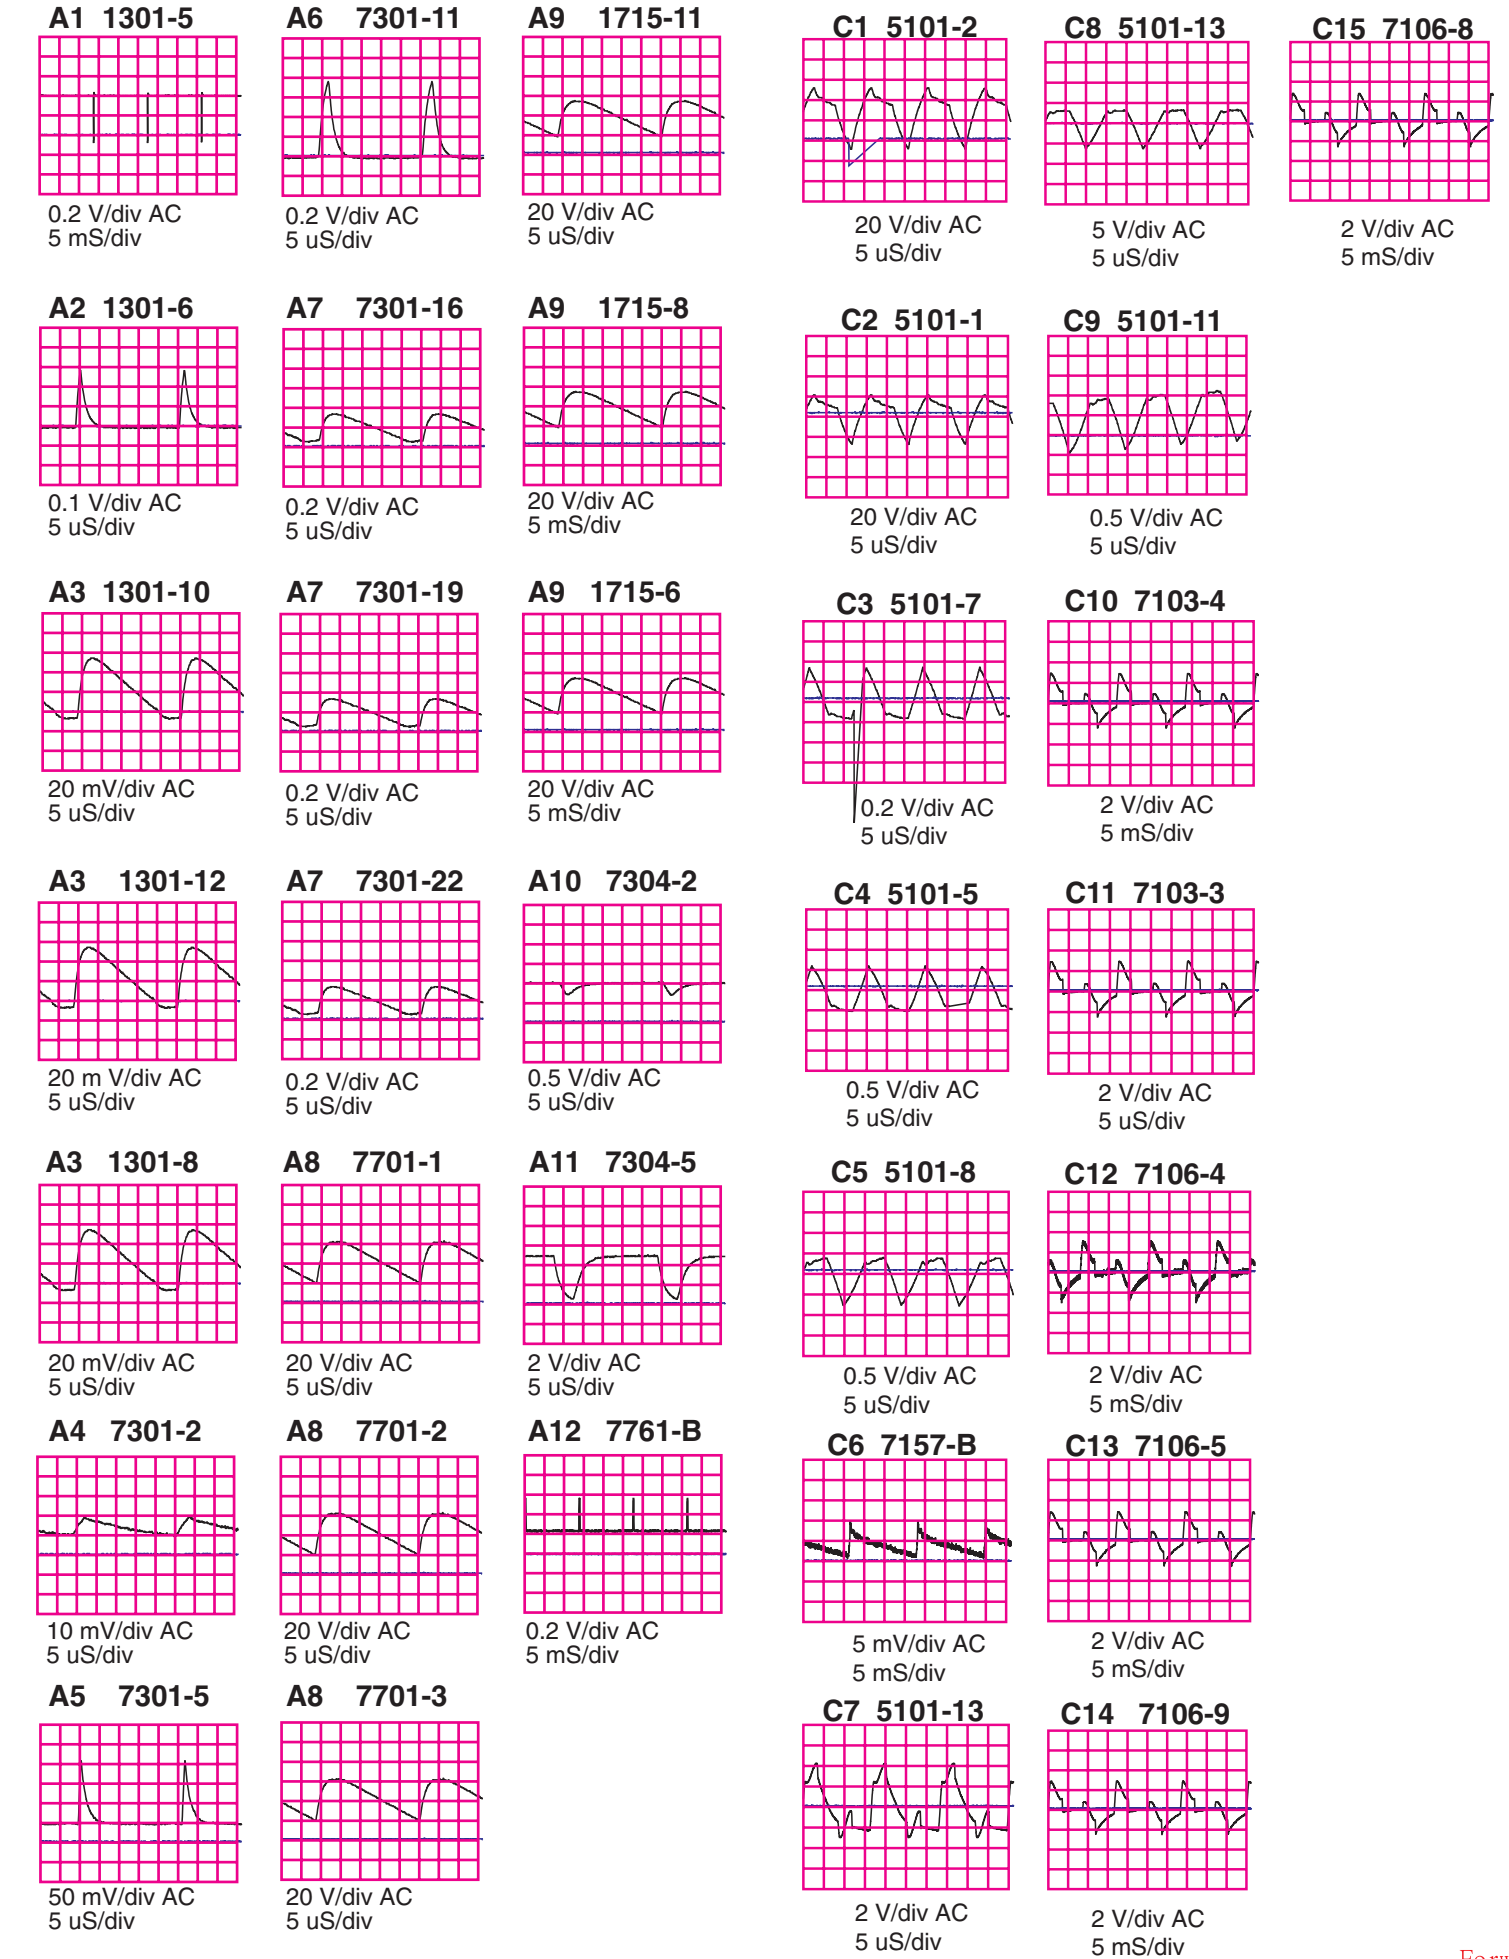 A1 1301-5
0.2 V/div AC
5 mS/div
A6 7301-11
0.2 V/div AC
5 uS/div
A9 1715-11
20 V/div AC
5 uS/div
C1 5101-2
20 V/div AC
5 uS/div
C8 5101-13
5 V/div AC
5 uS/div
C15 7106-8
2 V/div AC
5 mS/div
A2 1301-6
0.1 V/div AC
5 uS/div
A7 7301-16
0.2 V/div AC
5 uS/div
A9 1715-8
20 V/div AC
5 mS/div
C2 5101-1
20 V/div AC
5 uS/div
C9 5101-11
0.5 V/div AC
5 uS/div
A3 1301-10
20 mV/div AC
5 uS/div
A7 7301-19
0.2 V/div AC
5 uS/div
A9 1715-6
20 V/div AC
5 mS/div
C3 5101-7
0.2 V/div AC
5 uS/div
C10 7103-4
2 V/div AC
5 mS/div
A3 1301-12
20 m V/div AC
5 uS/div
A7 7301-22
0.2 V/div AC
5 uS/div
A10 7304-2
0.5 V/div AC
5 uS/div
C4 5101-5
0.5 V/div AC
5 uS/div
C11 7103-3
2 V/div AC
5 uS/div
A3 1301-8
20 mV/div AC
5 uS/div
A8 7701-1
20 V/div AC
5 uS/div
A11 7304-5
2 V/div AC
5 uS/div
C5 5101-8
0.5 V/div AC
5 uS/div
C12 7106-4
2 V/div AC
5 mS/div
A4 7301-2
10 mV/div AC
5 uS/div
A8 7701-2
20 V/div AC
5 uS/div
A12 7761-B
0.2 V/div AC
5 mS/div
C6 7157-B
5 mV/div AC
5 mS/div
C13 7106-5
2 V/div AC
5 mS/div
A5 7301-5
50 mV/div AC
5 uS/div
A8 7701-3
20 V/div AC
5 uS/div
C7 5101-13
2 V/div AC
5 uS/div
C14 7106-9
2 V/div AC
5 mS/div